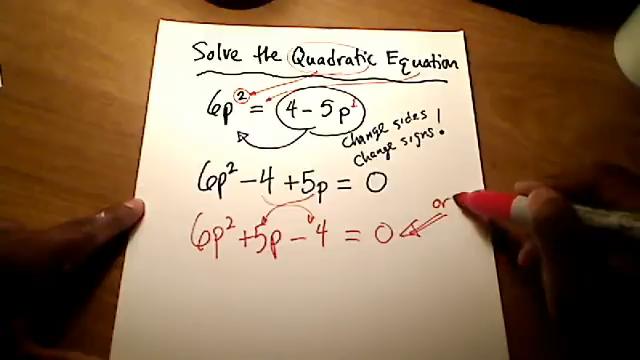 Solve the Quadratic Equation
6p² = 4 - 5p¹
Change sides!
Change signs!
6p² - 4 + 5p = 0
or
6p² + 5p - 4 = 0